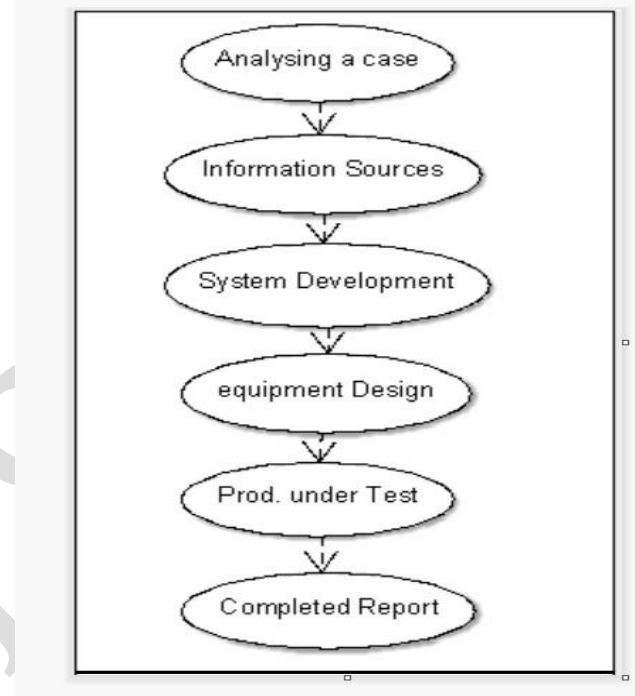 Analysing a case
Information Sources
System Development
equipment Design
Prod. under Test
Completed Report